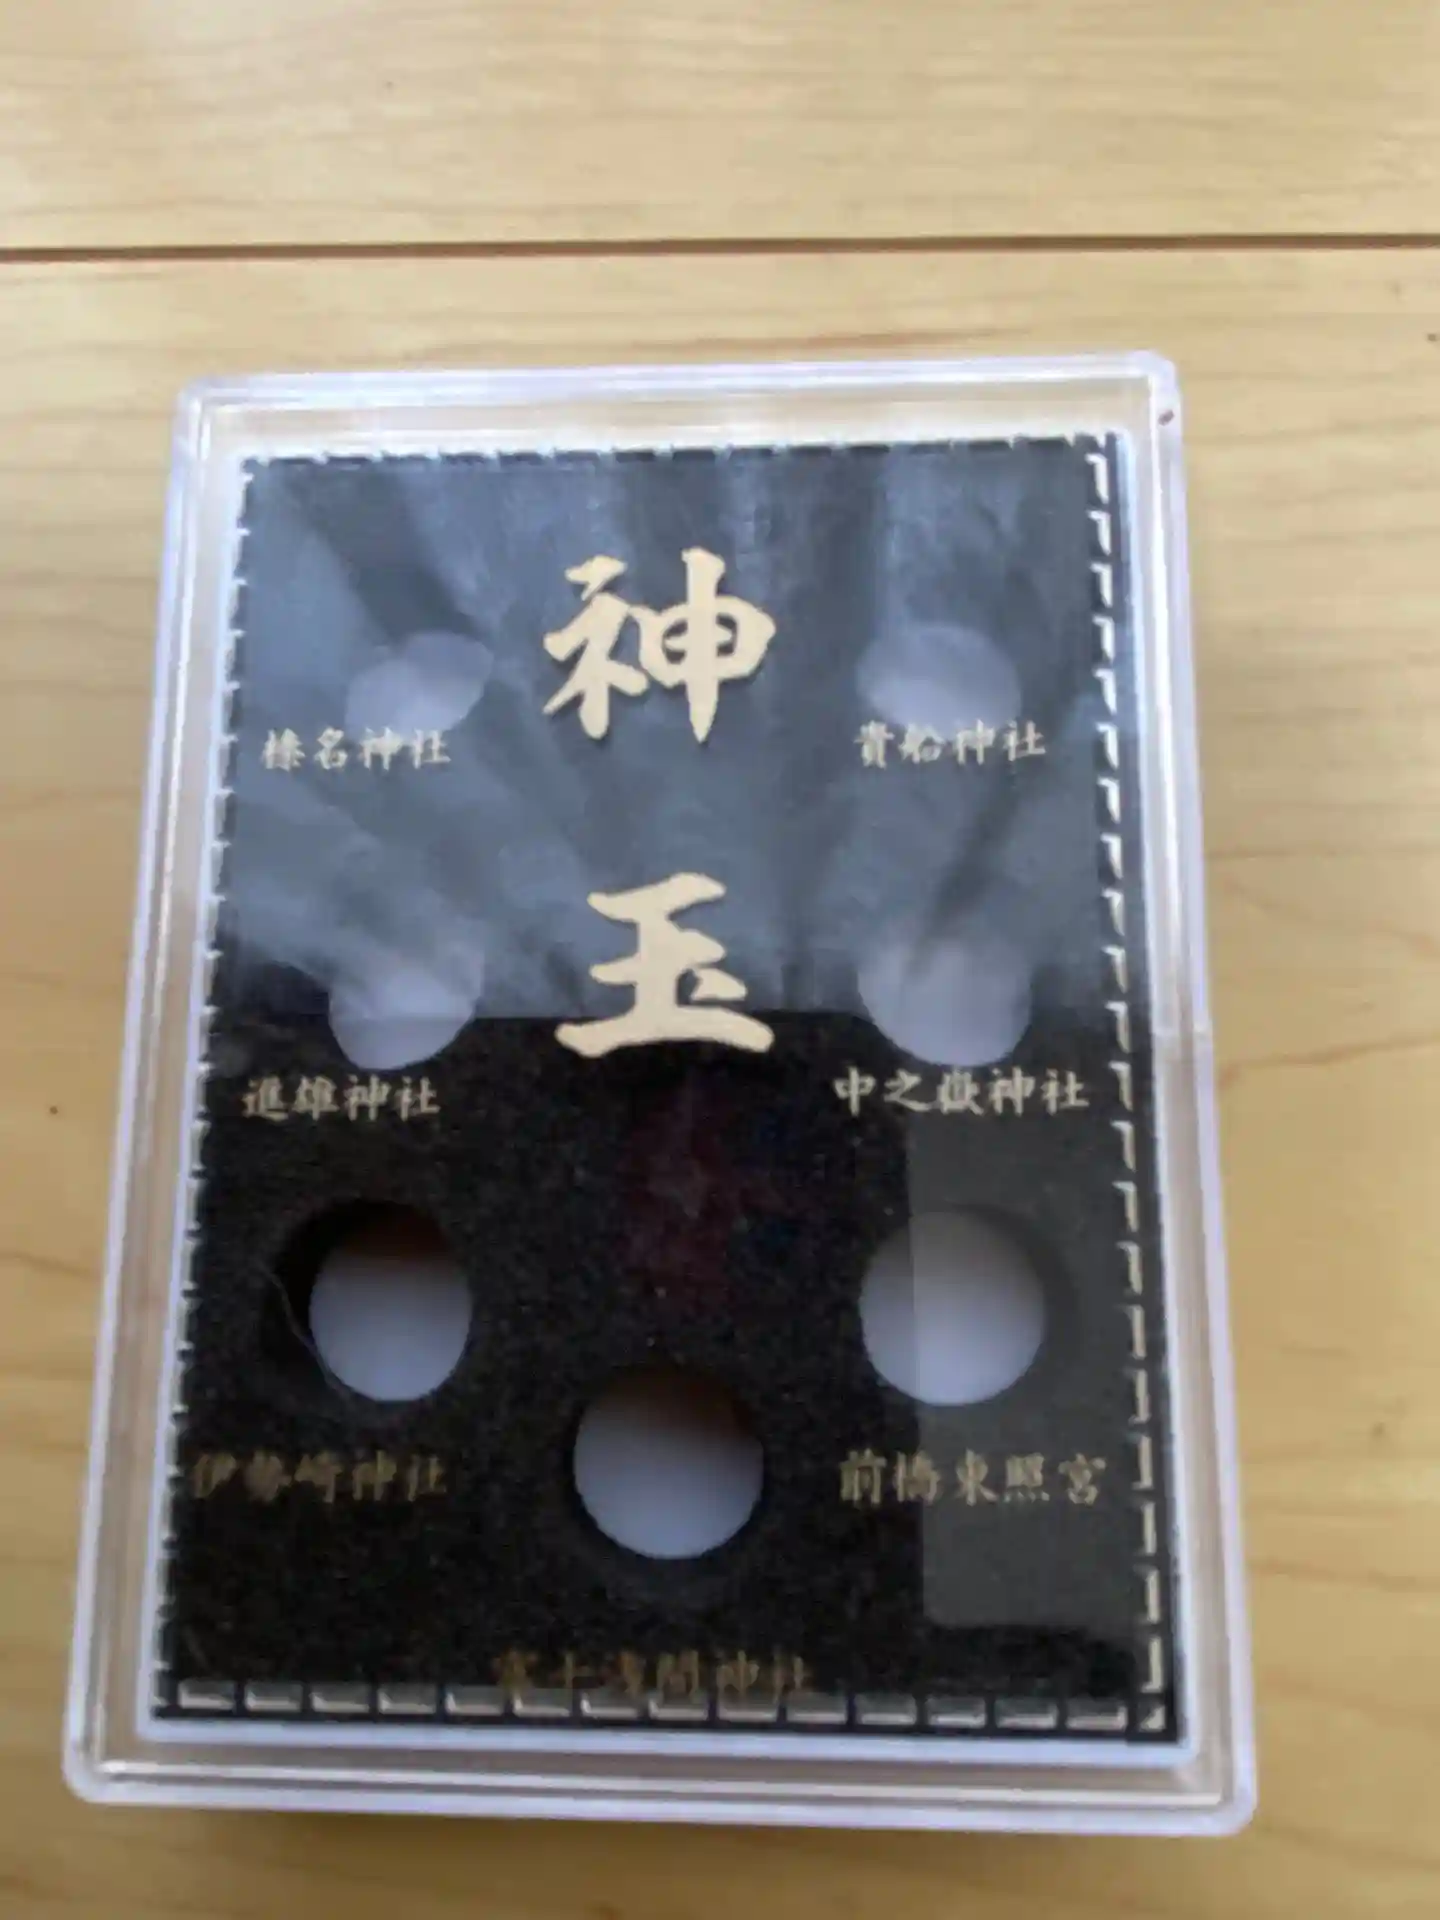 神
玉
榛名神社
貴船神社
進雄神社
中之嶽神社
伊勢崎神社
前橋東照宮
富士浅間神社